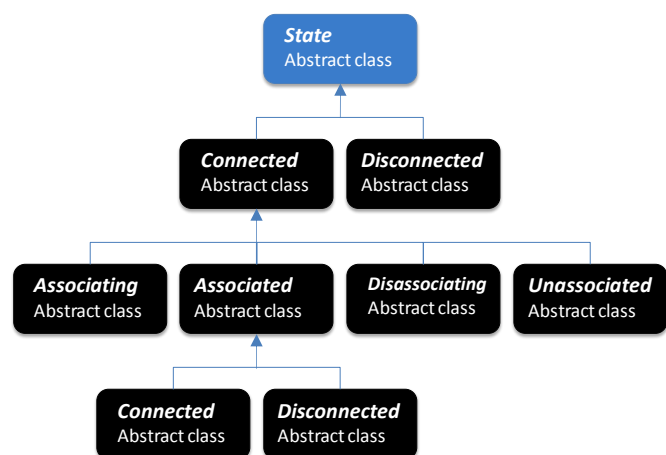 State
Abstract class
Connected
Abstract class
Disconnected
Abstract class
Associating
Abstract class
Associated
Abstract class
Disassociating
Abstract class
Unassociated
Abstract class
Connected
Abstract class
Disconnected
Abstract class